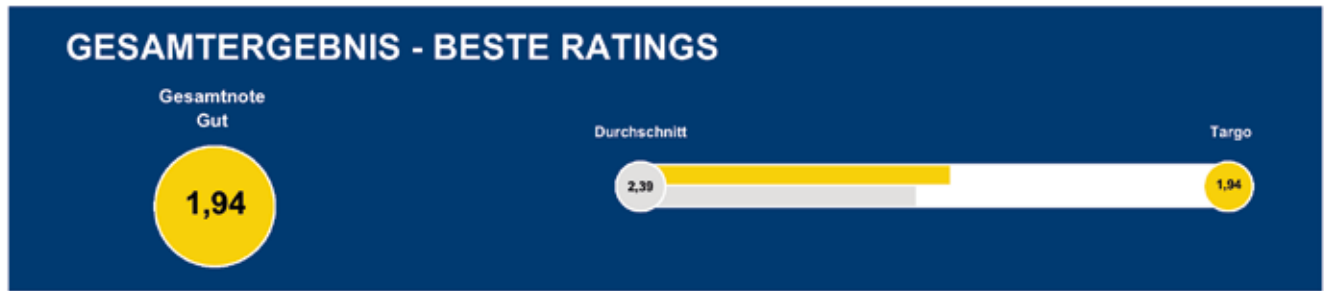 GESAMTERGEBNIS - BESTE RATINGS
Gesamtnote
Gut
1,94
Durchschnitt
Targo
2,39
1,94